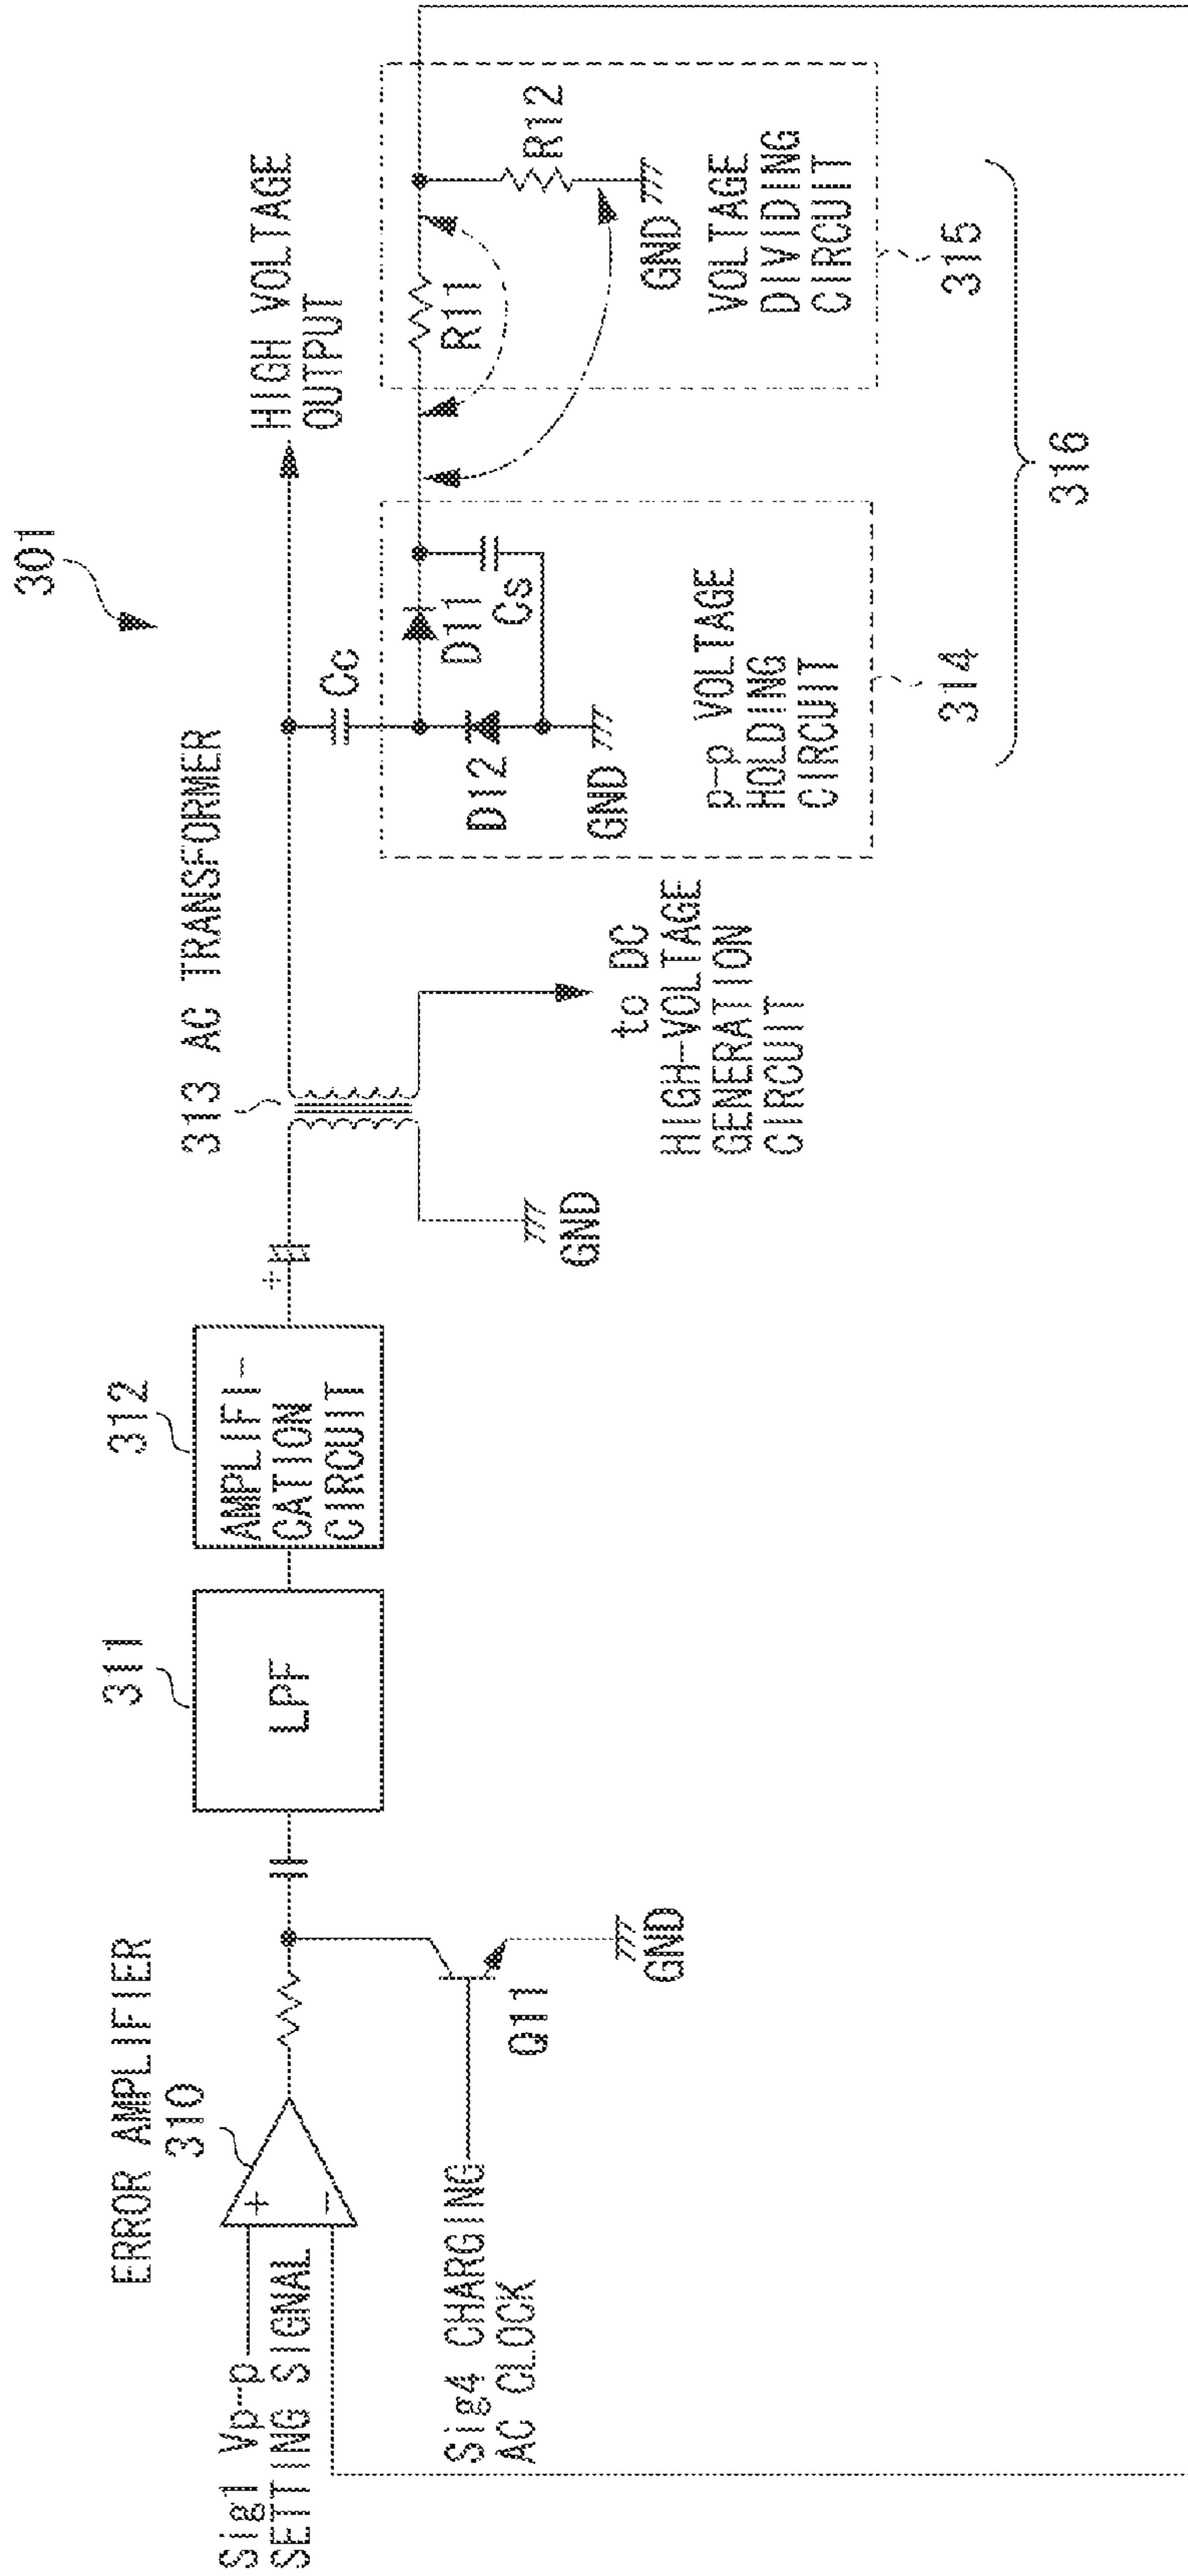 301
ERROR AMPLIFIER
310
Sig1 Vp-p
SETTING SIGNAL
+
−
Sig4 CHARGING
AC CLOCK
Q11
GND
311
LPF
312
AMPLIFI-
CATION
CIRCUIT
+
313 AC TRANSFORMER
GND
to DC
HIGH-VOLTAGE
GENERATION
CIRCUIT
HIGH VOLTAGE
OUTPUT
Cc
D11
D12
Cs
GND
p-p VOLTAGE
HOLDING
CIRCUIT
314
R11
R12
GND
VOLTAGE
DIVIDING
CIRCUIT
315
316